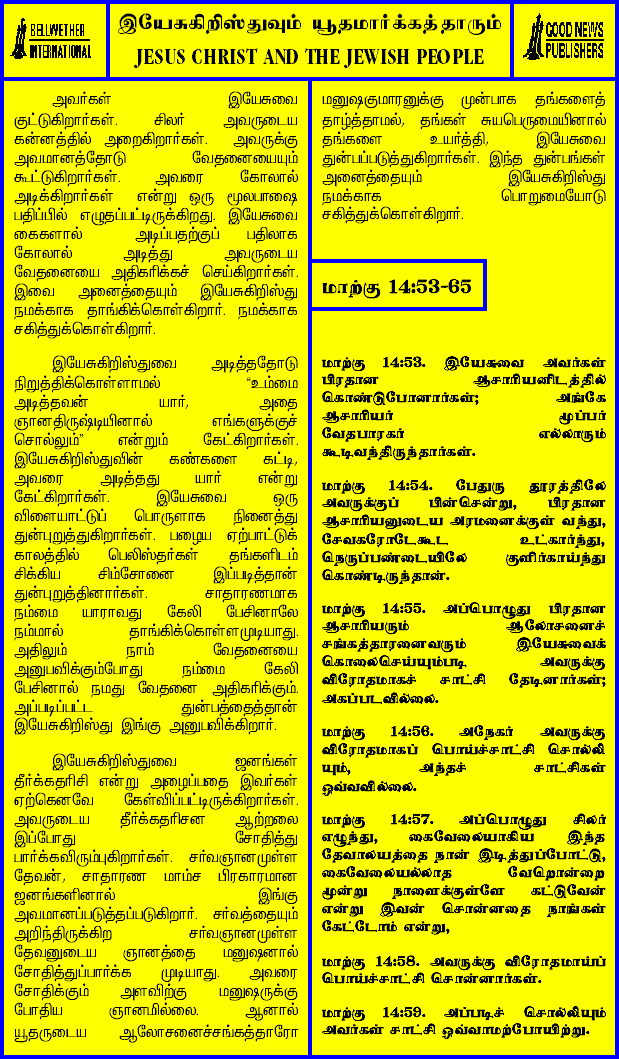 BELLWETHER
INTERNATIONAL
இயேசுகிறிஸ்துவும் யூதமார்க்கத்தாரும்
JESUS CHRIST AND THE JEWISH PEOPLE
GOOD NEWS
PUBLISHERS
அவர்கள் இயேசுவை
குட்டுகிறார்கள். சிலர் அவருடைய
கன்னத்தில் அறைகிறார்கள். அவருக்கு
அவமானத்தோடு வேதனையையும்
கூட்டுகிறார்கள். அவரை கோலால்
அடிக்கிறார்கள் என்று ஒரு மூலபாஷை
பதிப்பில் எழுதப்பட்டிருக்கிறது. இயேசுவை
கைகளால் அடிப்பதற்குப் பதிலாக
கோலால் அடித்து அவருடைய
வேதனையை அதிகரிக்கச் செய்கிறார்கள்.
இவை அனைத்தையும் இயேசுகிறிஸ்து
நமக்காக தாங்கிக்கொள்கிறார். நமக்காக
சகித்துக்கொள்கிறார்.
இயேசுகிறிஸ்துவை அடித்ததோடு
நிறுத்திக்கொள்ளாமல் “உம்மை
அடித்தவன் யார், அதை
ஞானதிருஷ்டியினால் எங்களுக்குச்
சொல்லும்” என்றும் கேட்கிறார்கள்.
இயேசுகிறிஸ்துவின் கண்களை கட்டி,
அவரை அடித்தது யார் என்று
கேட்கிறார்கள். இயேசுவை ஒரு
விளையாட்டுப் பொருளாக நினைத்து
துன்புறுத்துகிறார்கள். பழைய ஏற்பாட்டுக்
காலத்தில் பெலிஸ்தர்கள் தங்களிடம்
சிக்கிய சிம்சோனை இப்படித்தான்
துன்புறுத்தினார்கள். சாதாரணமாக
நம்மை யாராவது கேலி பேசினாலே
நம்மால் தாங்கிக்கொள்ளமுடியாது.
அதிலும் நாம் வேதனையை
அனுபவிக்கும்போது நம்மை கேலி
பேசினால் நமது வேதனை அதிகரிக்கும்.
அப்படிப்பட்ட துன்பத்தைத்தான்
இயேசுகிறிஸ்து இங்கு அனுபவிக்கிறார்.
இயேசுகிறிஸ்துவை ஜனங்கள்
தீர்க்கதரிசி என்று அழைப்பதை இவர்கள்
ஏற்கெனவே கேள்விப்பட்டிருக்கிறார்கள்.
அவருடைய தீர்க்கதரிசன ஆற்றலை
இப்போது சோதித்து
பார்க்கவிரும்புகிறார்கள். சர்வஞானமுள்ள
தேவன், சாதாரண மாம்ச பிரகாரமான
ஜனங்களினால் இங்கு
அவமானப்படுத்தப்படுகிறார். சர்வத்தையும்
அறிந்திருக்கிற சர்வஞானமுள்ள
தேவனுடைய ஞானத்தை மனுஷனால்
சோதித்துப்பார்க்க முடியாது. அவரை
சோதிக்கும் அளவிற்கு மனுஷருக்கு
போதிய ஞானமில்லை. ஆனால்
யூதருடைய ஆலோசனைச்சங்கத்தாரோ
மனுஷகுமாரனுக்கு முன்பாக தங்களைத்
தாழ்த்தாமல், தங்கள் சுயபெருமையினால்
தங்களை உயர்த்தி, இயேசுவை
துன்பப்படுத்துகிறார்கள். இந்த துன்பங்கள்
அனைத்தையும் இயேசுகிறிஸ்து
நமக்காக பொறுமையோடு
சகித்துக்கொள்கிறார்.
மாற்கு 14:53-65
மாற்கு 14:53. இயேசுவை அவர்கள்
பிரதான ஆசாரியனிடத்தில்
கொண்டுபோனார்கள்; அங்கே
ஆசாரியர் மூப்பர்
வேதபாரகர் எல்லாரும்
கூடிவந்திருந்தார்கள்.
மாற்கு 14:54. பேதுரு தூரத்திலே
அவருக்குப் பின்சென்று, பிரதான
ஆசாரியனுடைய அரமனைக்குள் வந்து,
சேவகரோடேகூட உட்கார்ந்து,
நெருப்பண்டையிலே குளிர்காய்ந்து
கொண்டிருந்தான்.
மாற்கு 14:55. அப்பொழுது பிரதான
ஆசாரியரும் ஆலோசனைச்
சங்கத்தாரனைவரும் இயேசுவைக்
கொலைசெய்யும்படி அவருக்கு
விரோதமாகச் சாட்சி தேடினார்கள்;
அகப்படவில்லை.
மாற்கு 14:56. அநேகர் அவருக்கு
விரோதமாகப் பொய்ச்சாட்சி சொல்லி
யும், அந்தச் சாட்சிகள்
ஒவ்வவில்லை.
மாற்கு 14:57. அப்பொழுது சிலர்
எழுந்து, கைவேலையாகிய இந்த
தேவாலயத்தை நான் இடித்துப்போட்டு,
கைவேலையல்லாத வேறொன்றை
மூன்று நாளைக்குள்ளே கட்டுவேன்
என்று இவன் சொன்னதை நாங்கள்
கேட்டோம் என்று,
மாற்கு 14:58. அவருக்கு விரோதமாய்ப்
பொய்ச்சாட்சி சொன்னார்கள்.
மாற்கு 14:59. அப்படிச் சொல்லியும்
அவர்கள் சாட்சி ஒவ்வாமற்போயிற்று.